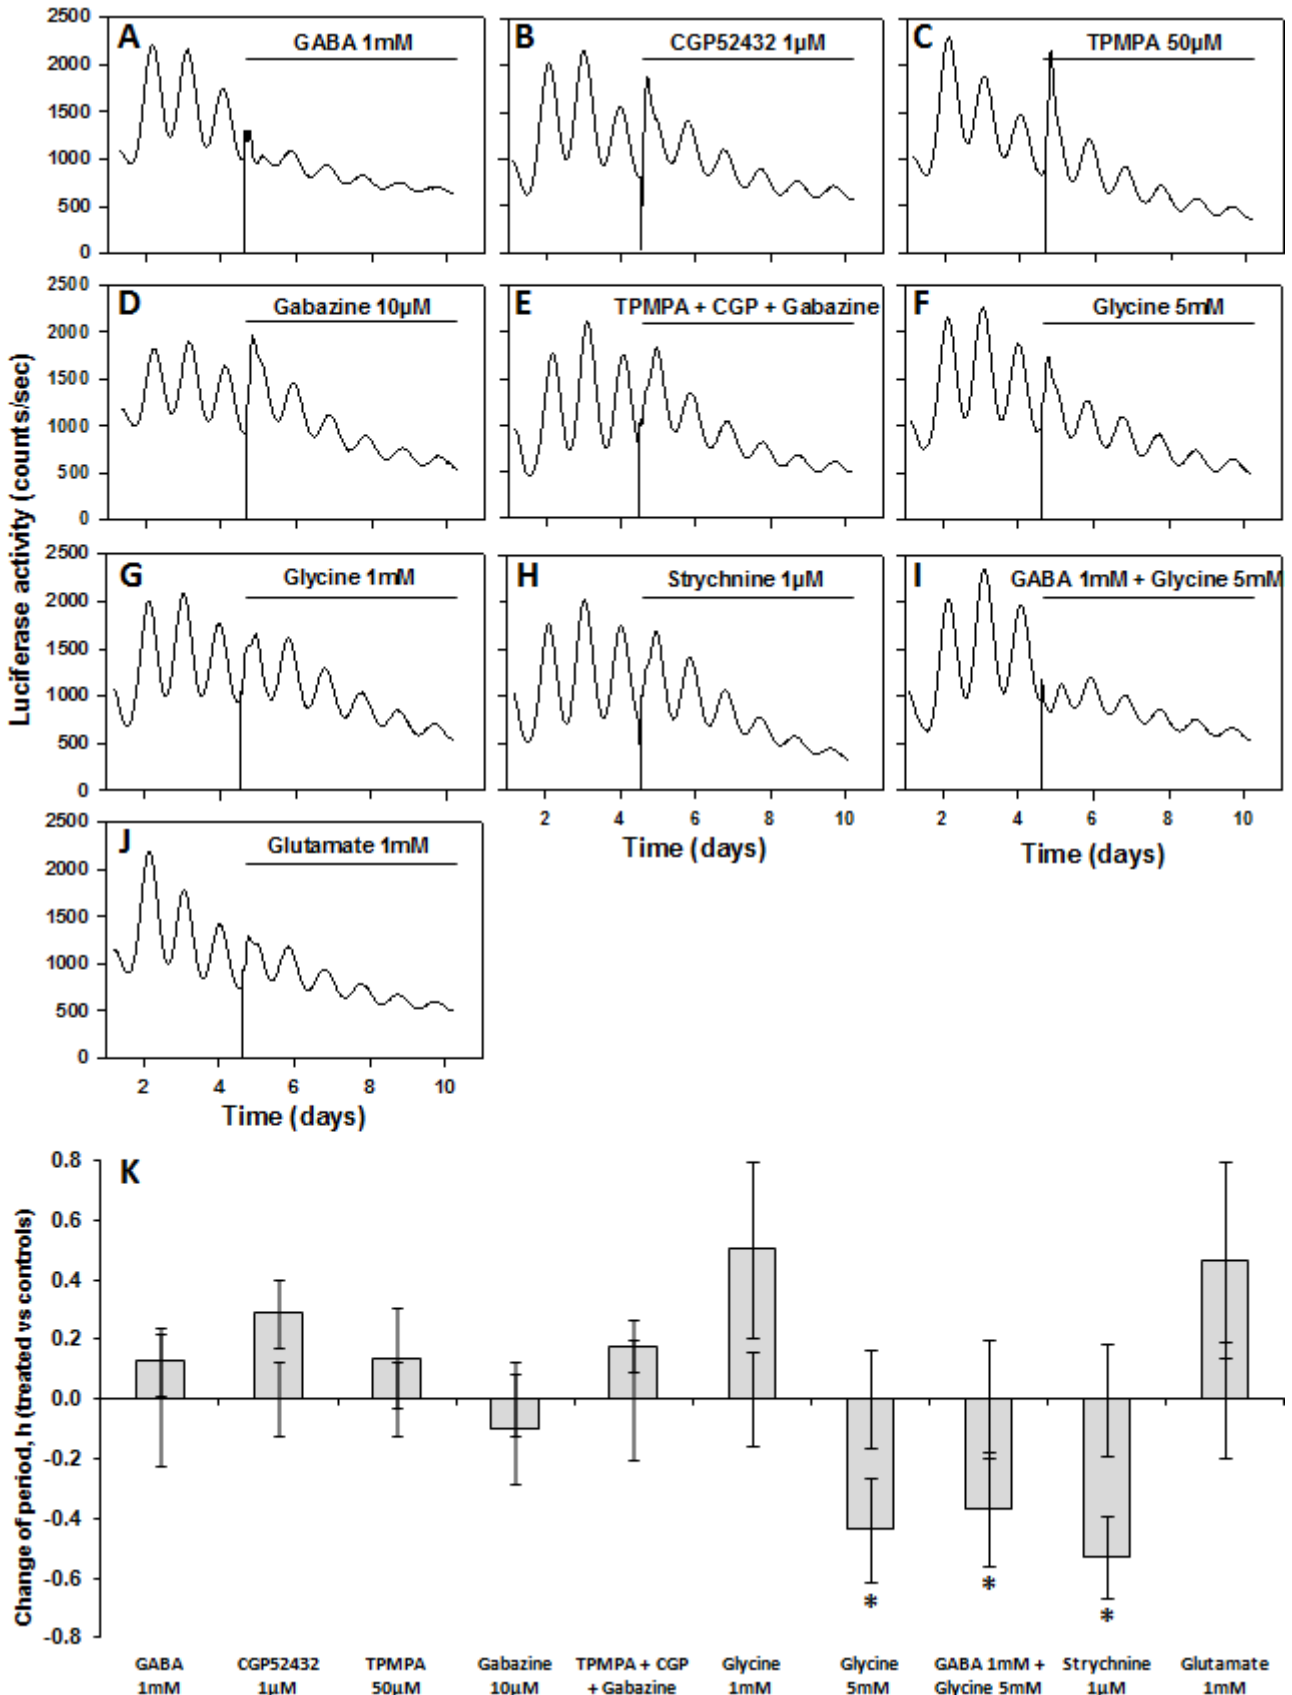 A GABA 1mM
B CGP52432 1µM
C TPMPA 50µM
2500
2000
1500
1000
500
0
D Gabazine 10µM
E TPMPA + CGP + Gabazine
F Glycine 5mM
2500
2000
1500
1000
500
0
Luciferase activity (counts/sec)
G Glycine 1mM
H Strychnine 1µM
I GABA 1mM + Glycine 5mM
2500
2000
1500
1000
500
0
2 4 6 8 10
Time (days)
2 4 6 8 10
Time (days)
J Glutamate 1mM
2500
2000
1500
1000
500
0
2 4 6 8 10
Time (days)
K
Change of period, h (treated vs controls)
0.8
0.6
0.4
0.2
0.0
-0.2
-0.4
-0.6
-0.8
* * *
GABA 1mM
CGP52432 1µM
TPMPA 50µM
Gabazine 10µM
TPMPA + CGP + Gabazine
Glycine 1mM
Glycine 5mM
GABA 1mM + Glycine 5mM
Strychnine 1µM
Glutamate 1mM